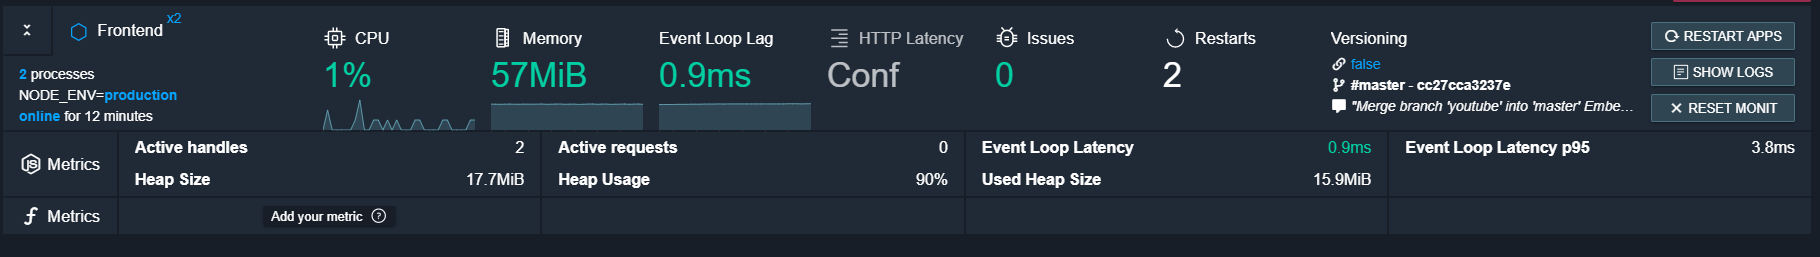 Frontend x2
2 processes
NODE_ENV=production
online for 12 minutes
CPU
1%
Memory
57MiB
Event Loop Lag
0.9ms
HTTP Latency
Conf
Issues
0
Restarts
2
Versioning
false
#master - cc27cca3237e
"Merge branch 'youtube' into 'master' Embe...
RESTART APPS
SHOW LOGS
RESET MONIT
JS Metrics
Active handles 2
Heap Size 17.7MiB
Active requests 0
Heap Usage 90%
Event Loop Latency 0.9ms
Used Heap Size 15.9MiB
Event Loop Latency p95 3.8ms
Metrics
Add your metric ?